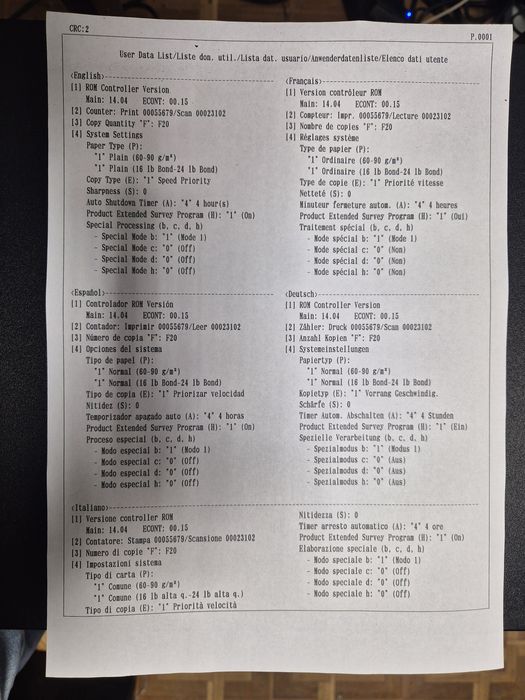 CRC:2
P.0001
User Data List/Liste don. util./Lista dat. usuario/Anwenderdatenliste/Elenco dati utente
<English>
[1] ROM Controller Version
Main: 14.04 ECONT: 00.15
[2] Counter: Print 00055679/Scan 00023102
[3] Copy Quantity "F": F20
[4] System Settings
Paper Type (P):
"1" Plain (60-90 g/m²)
"1" Plain (16 lb Bond-24 lb Bond)
Copy Type (E): "1" Speed Priority
Sharpness (S): 0
Auto Shutdown Timer (A): "4" 4 hour(s)
Product Extended Survey Program (H): "1" (On)
Special Processing (b, c, d, h)
- Special Mode b: "1" (Mode 1)
- Special Mode c: "0" (Off)
- Special Mode d: "0" (Off)
- Special Mode h: "0" (Off)
<Français>
[1] Version contrôleur ROM
Main: 14.04 ECONT: 00.15
[2] Compteur: Impr. 00055679/Lecture 00023102
[3] Nombre de copies "F": F20
[4] Réglages système
Type de papier (P):
"1" Ordinaire (60-90 g/m²)
"1" Ordinaire (16 lb Bond-24 lb Bond)
Type de copie (E): "1" Priorité vitesse
Netteté (S): 0
Minuteur fermeture autom. (A): "4" 4 heures
Product Extended Survey Program (H): "1" (Oui)
Traitement spécial (b, c, d, h)
- Mode spécial b: "1" (Mode 1)
- Mode spécial c: "0" (Non)
- Mode spécial d: "0" (Non)
- Mode spécial h: "0" (Non)
<Español>
[1] Controlador ROM Versión
Main: 14.04 ECONT: 00.15
[2] Contador: Imprimir 00055679/Leer 00023102
[3] Número de copia "F": F20
[4] Opciones del sistema
Tipo de papel (P):
"1" Normal (60-90 g/m²)
"1" Normal (16 lb Bond-24 lb Bond)
Tipo de copia (E): "1" Priorizar velocidad
Nitidez (S): 0
Temporizador apagado auto (A): "4" 4 horas
Product Extended Survey Program (H): "1" (On)
Proceso especial (b, c, d, h)
- Modo especial b: "1" (Modo 1)
- Modo especial c: "0" (Off)
- Modo especial d: "0" (Off)
- Modo especial h: "0" (Off)
<Deutsch>
[1] ROM Controller Version
Main: 14.04 ECONT: 00.15
[2] Zähler: Druck 00055679/Scan 00023102
[3] Anzahl Kopien "F": F20
[4] Systemeinstellungen
Papiertyp (P):
"1" Normal (60-90 g/m²)
"1" Normal (16 lb Bond-24 lb Bond)
Kopietyp (E): "1" Vorrang Geschwindig.
Schärfe (S): 0
Timer Autom. Abschalten (A): "4" 4 Stunden
Product Extended Survey Program (H): "1" (Ein)
Spezielle Verarbeitung (b, c, d, h)
- Spezialmodus b: "1" (Modus 1)
- Spezialmodus c: "0" (Aus)
- Spezialmodus d: "0" (Aus)
- Spezialmodus h: "0" (Aus)
<Italiano>
[1] Versione controller ROM
Main: 14.04 ECONT: 00.15
[2] Contatore: Stampa 00055679/Scansione 00023102
[3] Numero di copie "F": F20
[4] Impostazioni sistema
Tipo di carta (P):
"1" Comune (60-90 g/m²)
"1" Comune (16 lb alta q.-24 lb alta q.)
Tipo di copia (E): "1" Priorità velocità
Nitidezza (S): 0
Timer arresto automatico (A): "4" 4 ore
Product Extended Survey Program (H): "1" (On)
Elaborazione speciale (b, c, d, h)
- Modo speciale b: "1" (Modo 1)
- Modo speciale c: "0" (Off)
- Modo speciale d: "0" (Off)
- Modo speciale h: "0" (Off)